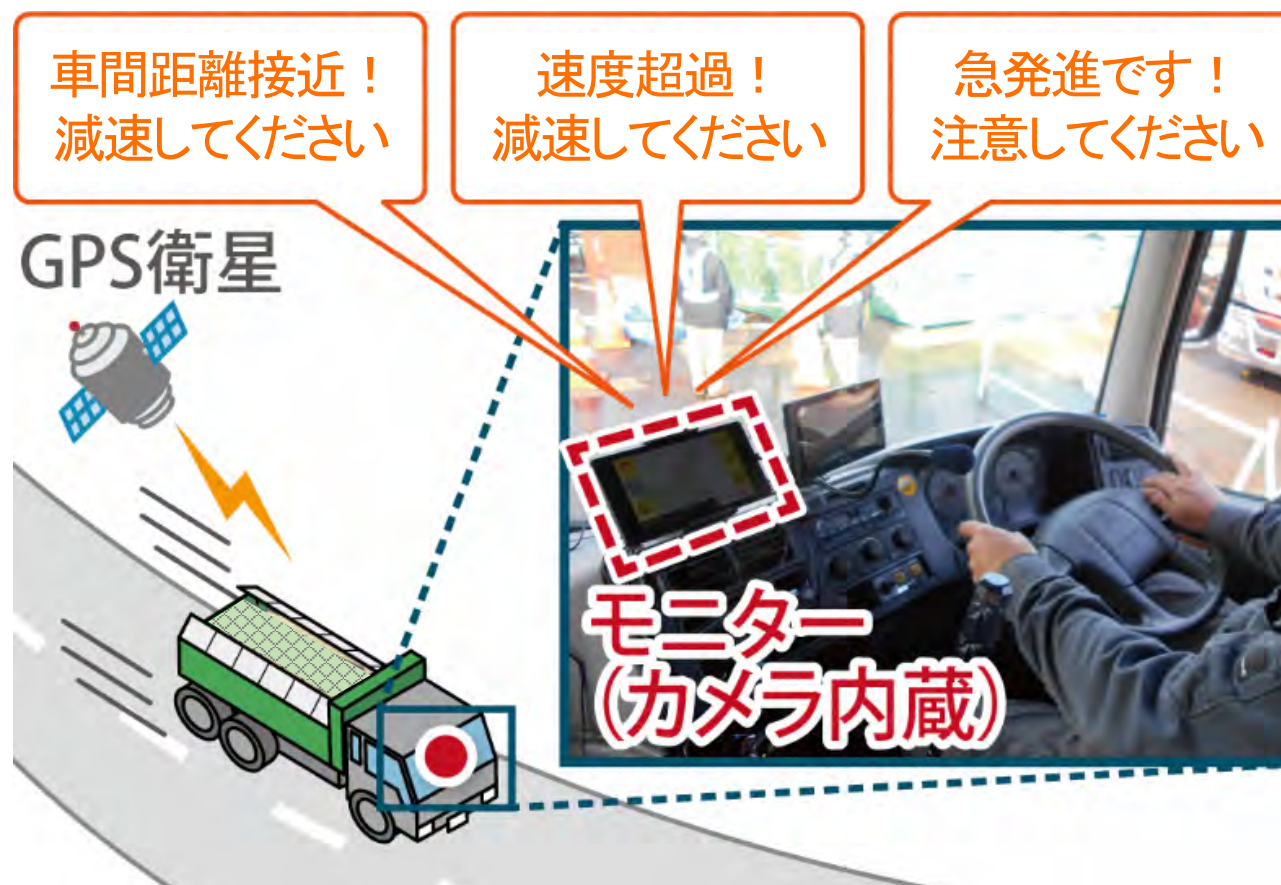 車間距離接近！
減速してください
速度超過！
減速してください
急発進です！
注意してください
GPS衛星
モニター
（カメラ内蔵）